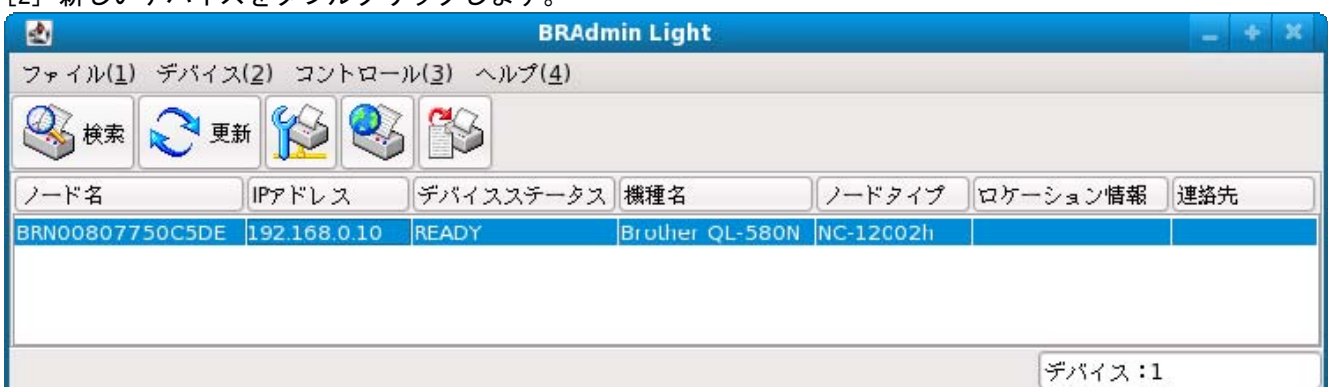 [2] 新しいデバイスをダブルクリックします。
BRAdmin Light
ファイル(1) デバイス(2) コントロール(3) ヘルプ(4)
検索 更新
ノード名 IPアドレス デバイスステータス 機種名 ノードタイプ ロケーション情報 連絡先
BRN00807750C5DE 192.168.0.10 READY Brother QL-580N NC-12002h
デバイス:1